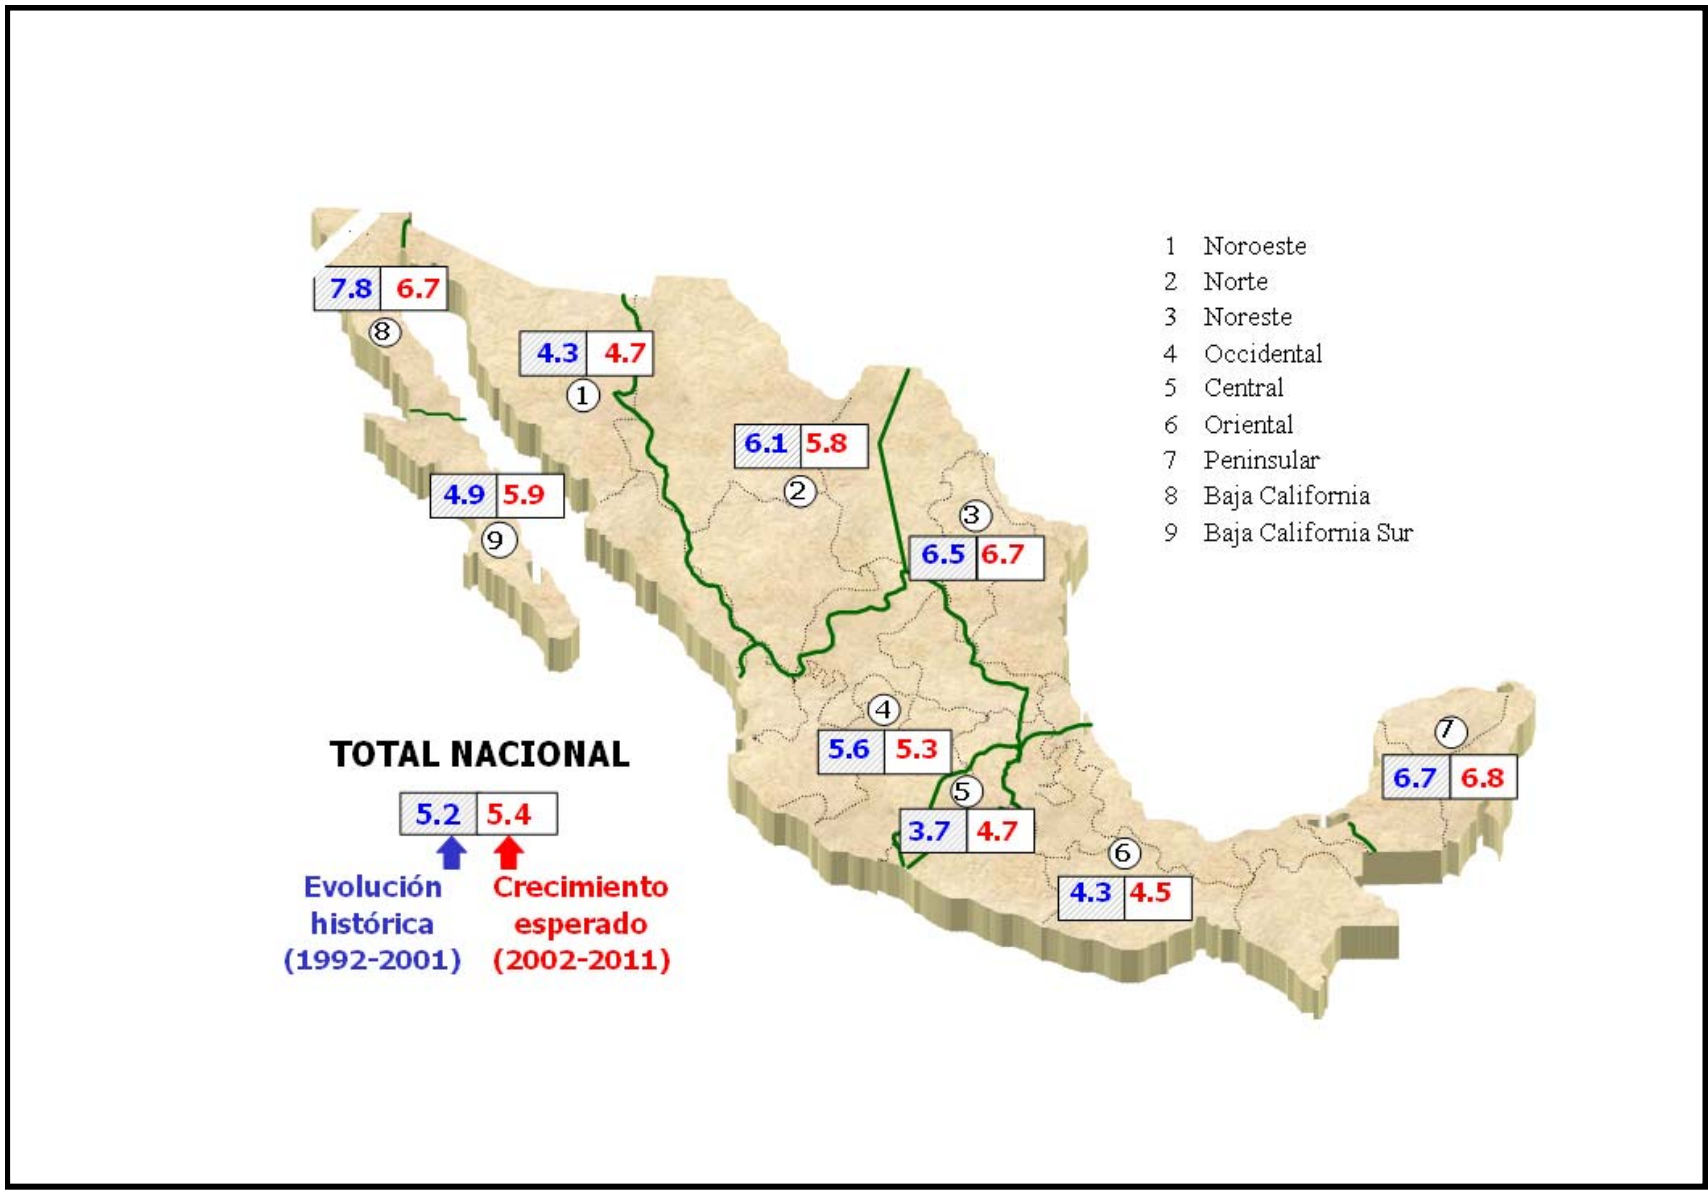 1 Noroeste
2 Norte
3 Noreste
4 Occidental
5 Central
6 Oriental
7 Peninsular
8 Baja California
9 Baja California Sur
7.8 6.7
8
4.3 4.7
1
6.1 5.8
2
4.9 5.9
9
3
6.5 6.7
4
5.6 5.3
5
3.7 4.7
6
4.3 4.5
7
6.7 6.8
TOTAL NACIONAL
5.2 5.4
Evolución
histórica
(1992-2001)
Crecimiento
esperado
(2002-2011)